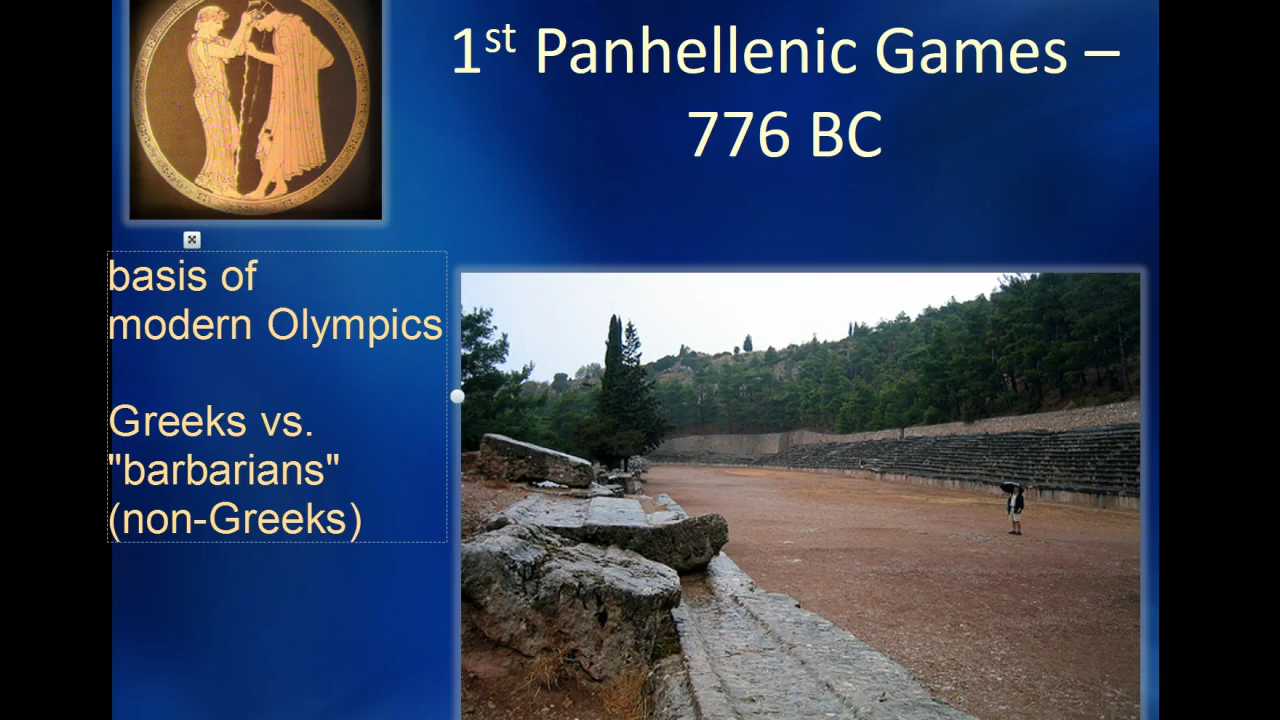 1st Panhellenic Games –
776 BC
basis of
modern Olympics
Greeks vs.
"barbarians"
(non-Greeks)